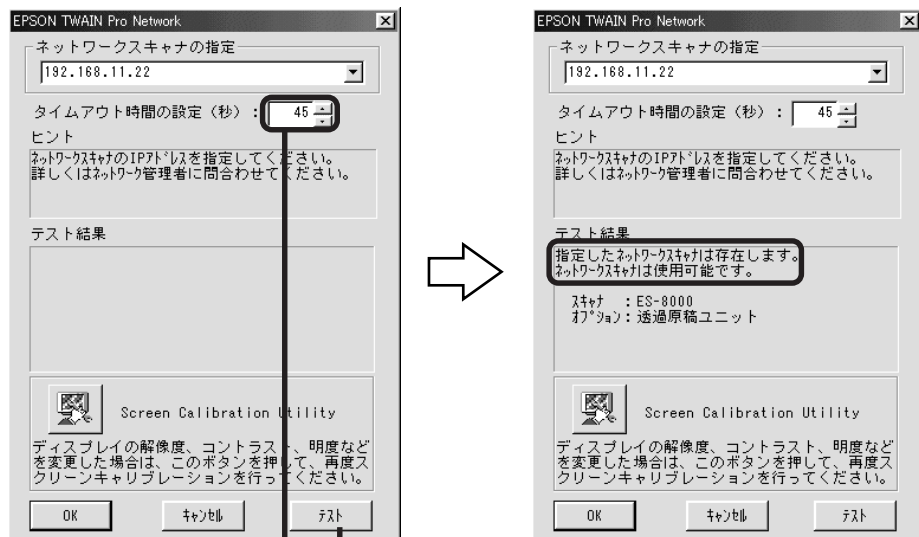 EPSON TWAIN Pro Network
ネットワークスキャナの指定
192.168.11.22
タイムアウト時間の設定（秒）：
45
ヒント
ﾈｯﾄﾜｰｸｽｷｬﾅのIPｱﾄﾞﾚｽを指定してください。
詳しくはﾈｯﾄﾜｰｸ管理者に問合わせてください。
テスト結果
Screen Calibration Utility
ディスプレイの解像度、コントラスト、明度など
を変更した場合は、このボタンを押して、再度ス
クリーンキャリブレーションを行ってください。
OK
ｷｬﾝｾﾙ
ﾃｽﾄ
EPSON TWAIN Pro Network
ネットワークスキャナの指定
192.168.11.22
タイムアウト時間の設定（秒）：
45
ヒント
ﾈｯﾄﾜｰｸｽｷｬﾅのIPｱﾄﾞﾚｽを指定してください。
詳しくはﾈｯﾄﾜｰｸ管理者に問合わせてください。
テスト結果
指定したﾈｯﾄﾜｰｸｽｷｬﾅは存在します。
ﾈｯﾄﾜｰｸｽｷｬﾅは使用可能です。
ｽｷｬﾅ ：ES-8000
ｵﾌﾟｼｮﾝ：透過原稿ユニット
Screen Calibration Utility
ディスプレイの解像度、コントラスト、明度など
を変更した場合は、このボタンを押して、再度ス
クリーンキャリブレーションを行ってください。
OK
ｷｬﾝｾﾙ
ﾃｽﾄ